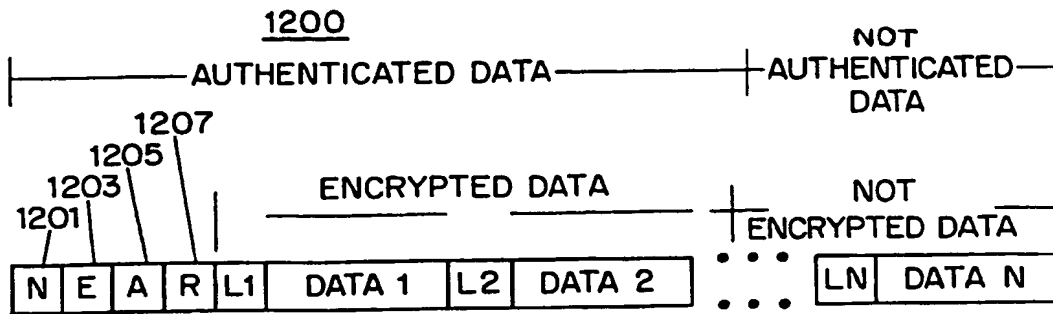 1200
AUTHENTICATED DATA
NOT
AUTHENTICATED
DATA
1207
1205
1203
1201
ENCRYPTED DATA
NOT
ENCRYPTED DATA
N E A R L1 DATA 1 L2 DATA 2 LN DATA N